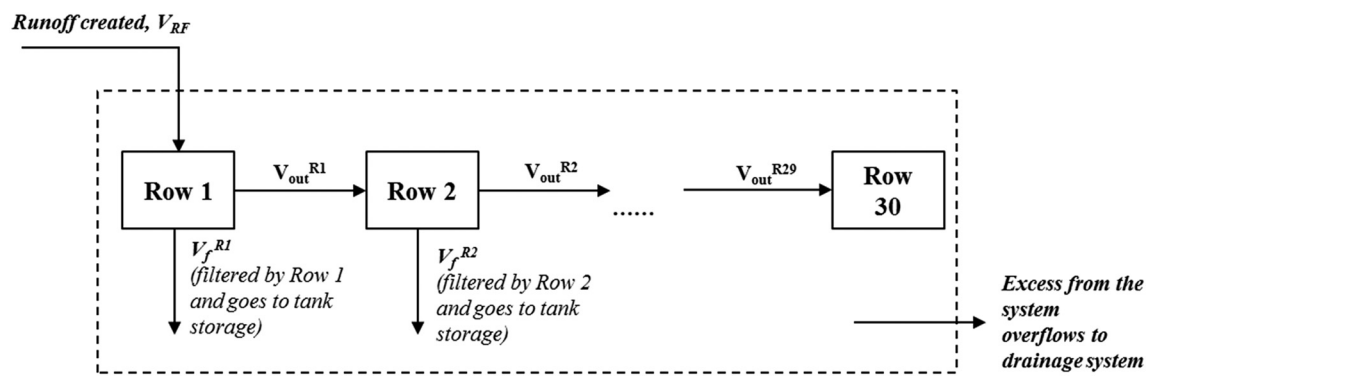 Runoff created, V_RF
Row 1
V_out^R1
Row 2
V_out^R2
......
V_out^R29
Row
30
V_f^R1
(filtered by Row 1
and goes to tank
storage)
V_f^R2
(filtered by Row 2
and goes to tank
storage)
Excess from the
system
overflows to
drainage system